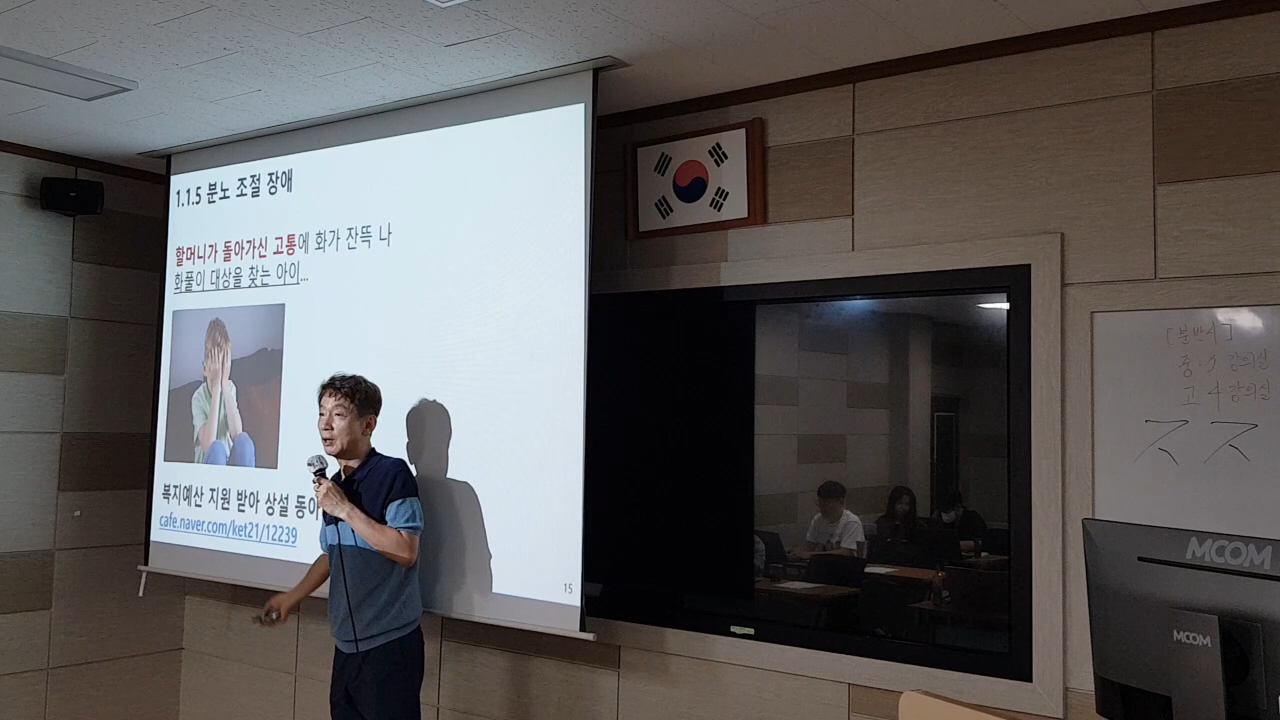 1.1.5 분노 조절 장애
할머니가 돌아가신 고통에 화가 잔뜩 나
화풀이 대상을 찾는 아이...
복지예산 지원 받아 상설 동아
cafe.naver.com/ket21/12239
15
[분반시]
중 → 강의실
고 4 강의실
ㅈㅈ
MCOM
MCOM